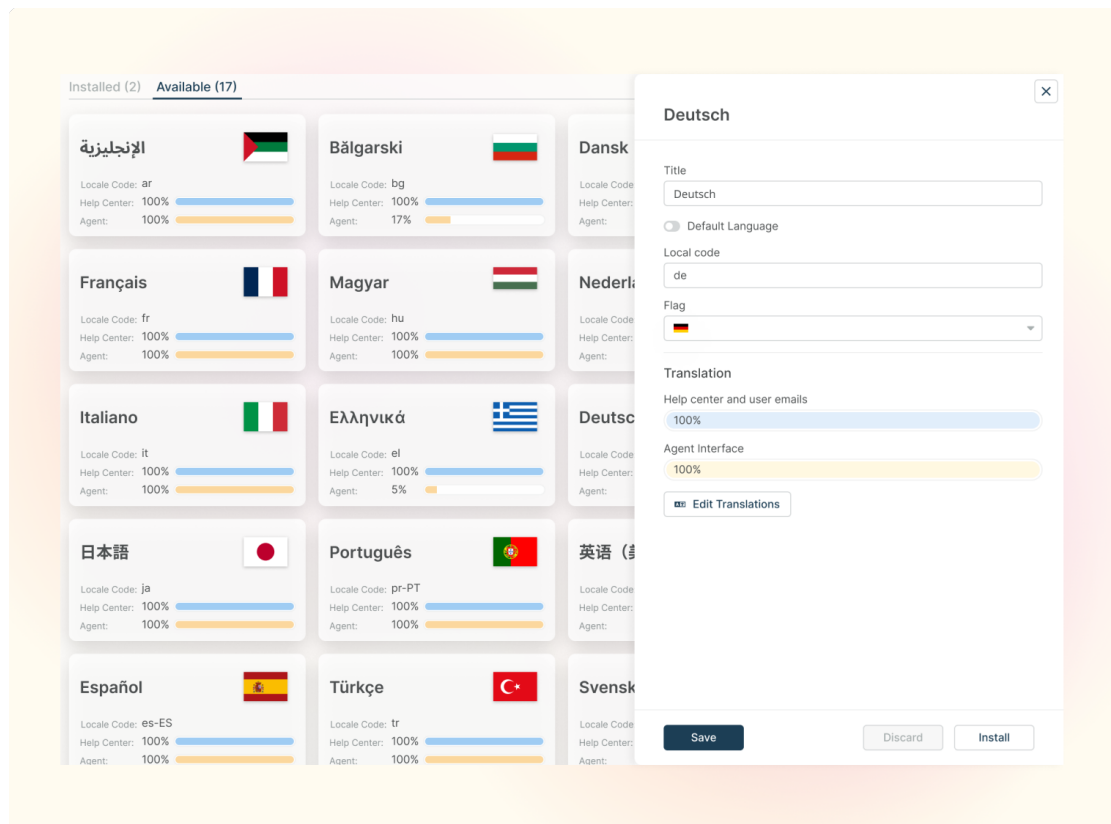 Installed (2) Available (17)
الإنجليزية
Locale Code: ar
Help Center: 100%
Agent: 100%
Bălgarski
Locale Code: bg
Help Center: 100%
Agent: 17%
Dansk
Locale Code
Help Center:
Agent:
Français
Locale Code: fr
Help Center: 100%
Agent: 100%
Magyar
Locale Code: hu
Help Center: 100%
Agent: 100%
Nederla
Locale Code
Help Center:
Agent:
Italiano
Locale Code: it
Help Center: 100%
Agent: 100%
Ελληνικά
Locale Code: el
Help Center: 100%
Agent: 5%
Deutsc
Locale Code
Help Center:
Agent:
日本語
Locale Code: ja
Help Center: 100%
Agent: 100%
Português
Locale Code: pr-PT
Help Center: 100%
Agent: 100%
英语（
Locale Code
Help Center:
Agent:
Español
Locale Code: es-ES
Help Center: 100%
Agent: 100%
Türkçe
Locale Code: tr
Help Center: 100%
Agent: 100%
Svensk
Locale Code
Help Center:
Agent:
Deutsch
Title
Deutsch
Default Language
Local code
de
Flag
Translation
Help center and user emails
100%
Agent Interface
100%
Edit Translations
Save
Discard
Install